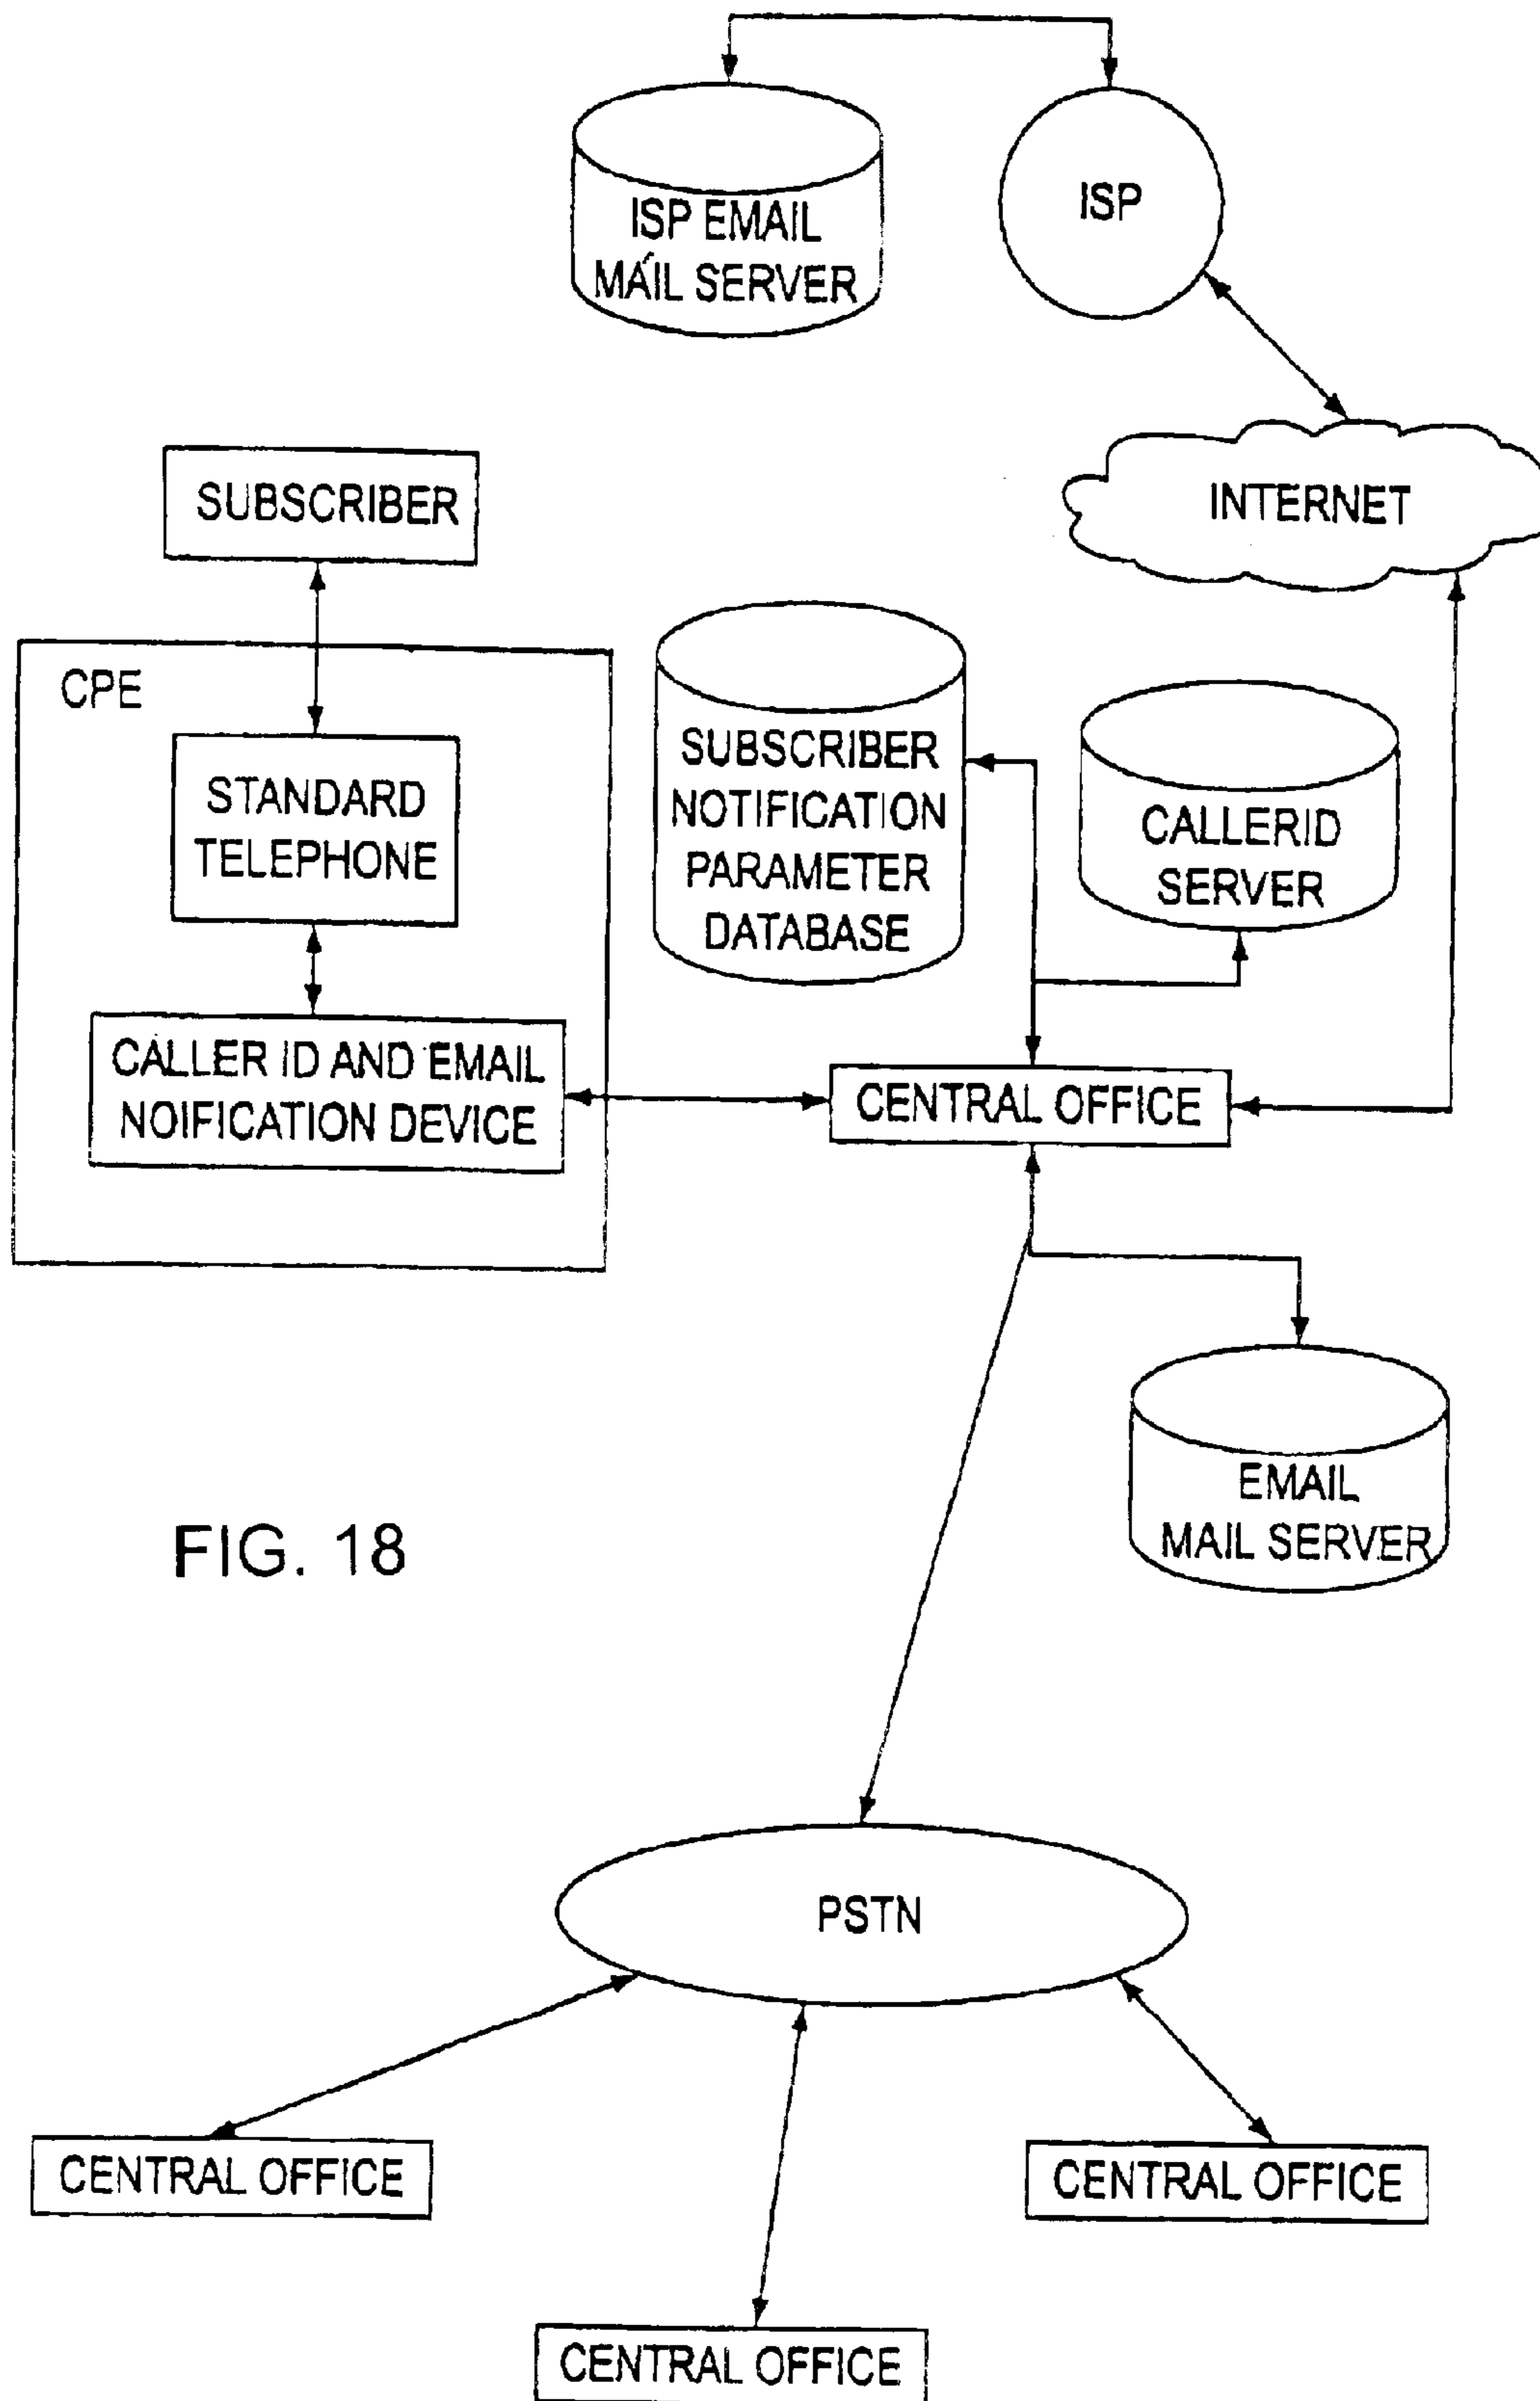 ISP EMAIL
MAIL SERVER
ISP
INTERNET
SUBSCRIBER
CPE
STANDARD
TELEPHONE
CALLER ID AND EMAIL
NOIFICATION DEVICE
SUBSCRIBER
NOTIFICATION
PARAMETER
DATABASE
CALLERID
SERVER
CENTRAL OFFICE
EMAIL
MAIL SERVER
FIG. 18
PSTN
CENTRAL OFFICE
CENTRAL OFFICE
CENTRAL OFFICE